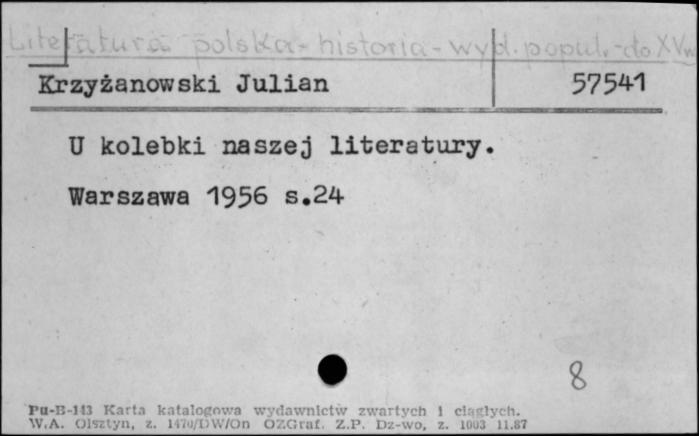 Literatura polska - historia - wyd. popul. - do XVw
Krzyżanowski Julian 57541
U kolebki naszej literatury.
Warszawa 1956 s.24
8
Pu-B-143 Karta katalogowa wydawnictw zwartych i ciągłych.
W.A. Olsztyn, z. 1470/DW/On OZGraf. Z.P. Dz-wo, z. 1003 11.87